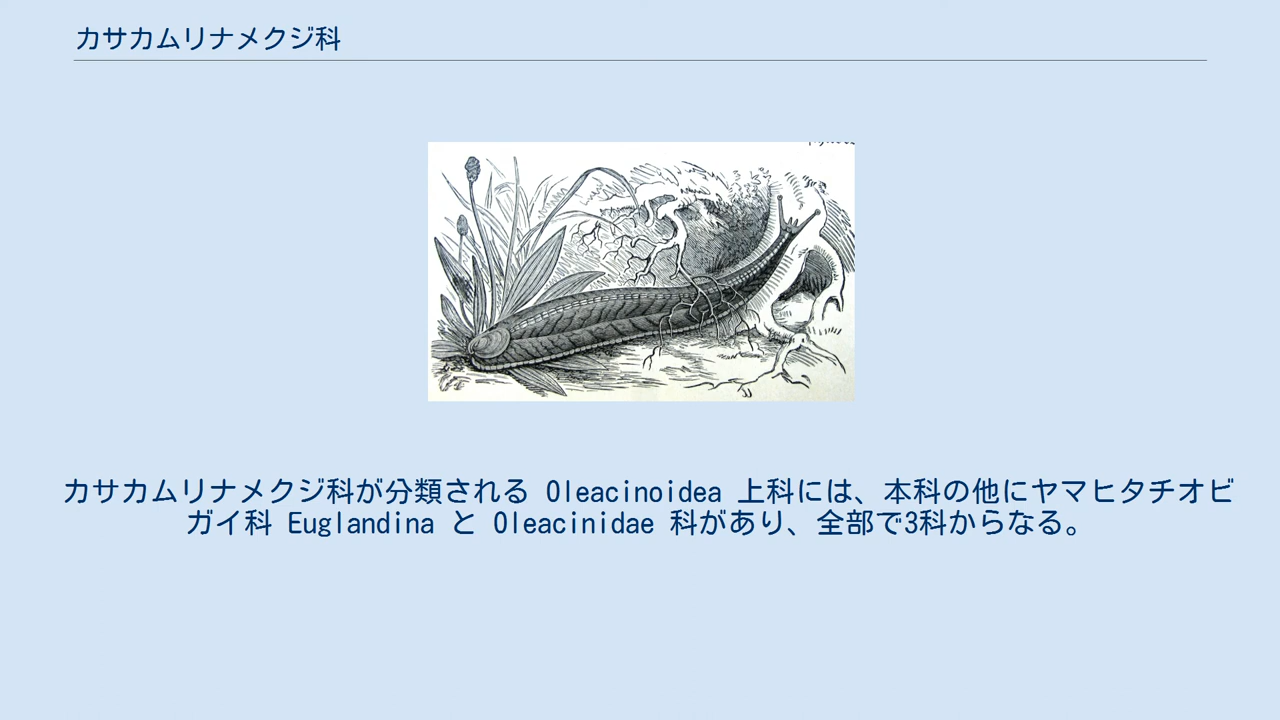 カサカムリナメクジ科
カサカムリナメクジ科が分類される Oleacinoidea 上科には、本科の他にヤマヒタチオビ
ガイ科 Euglandina と Oleacinidae 科があり、全部で3科からなる。